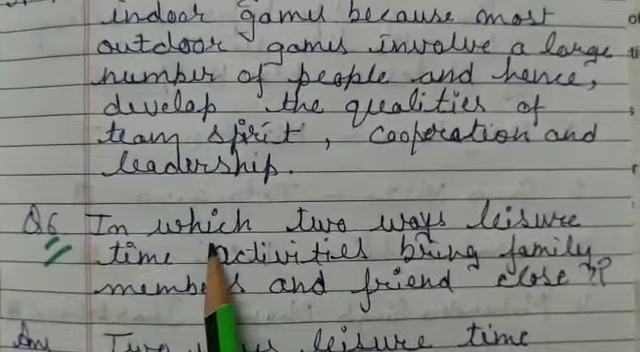 indoor games because most
outdoor games involve a large
number of people and hence,
develop the qualities of
team spirit, cooperation and
leadership.
Q6 In which two ways leisure
time activities bring family
members and friend close??
Ans Two ways leisure time